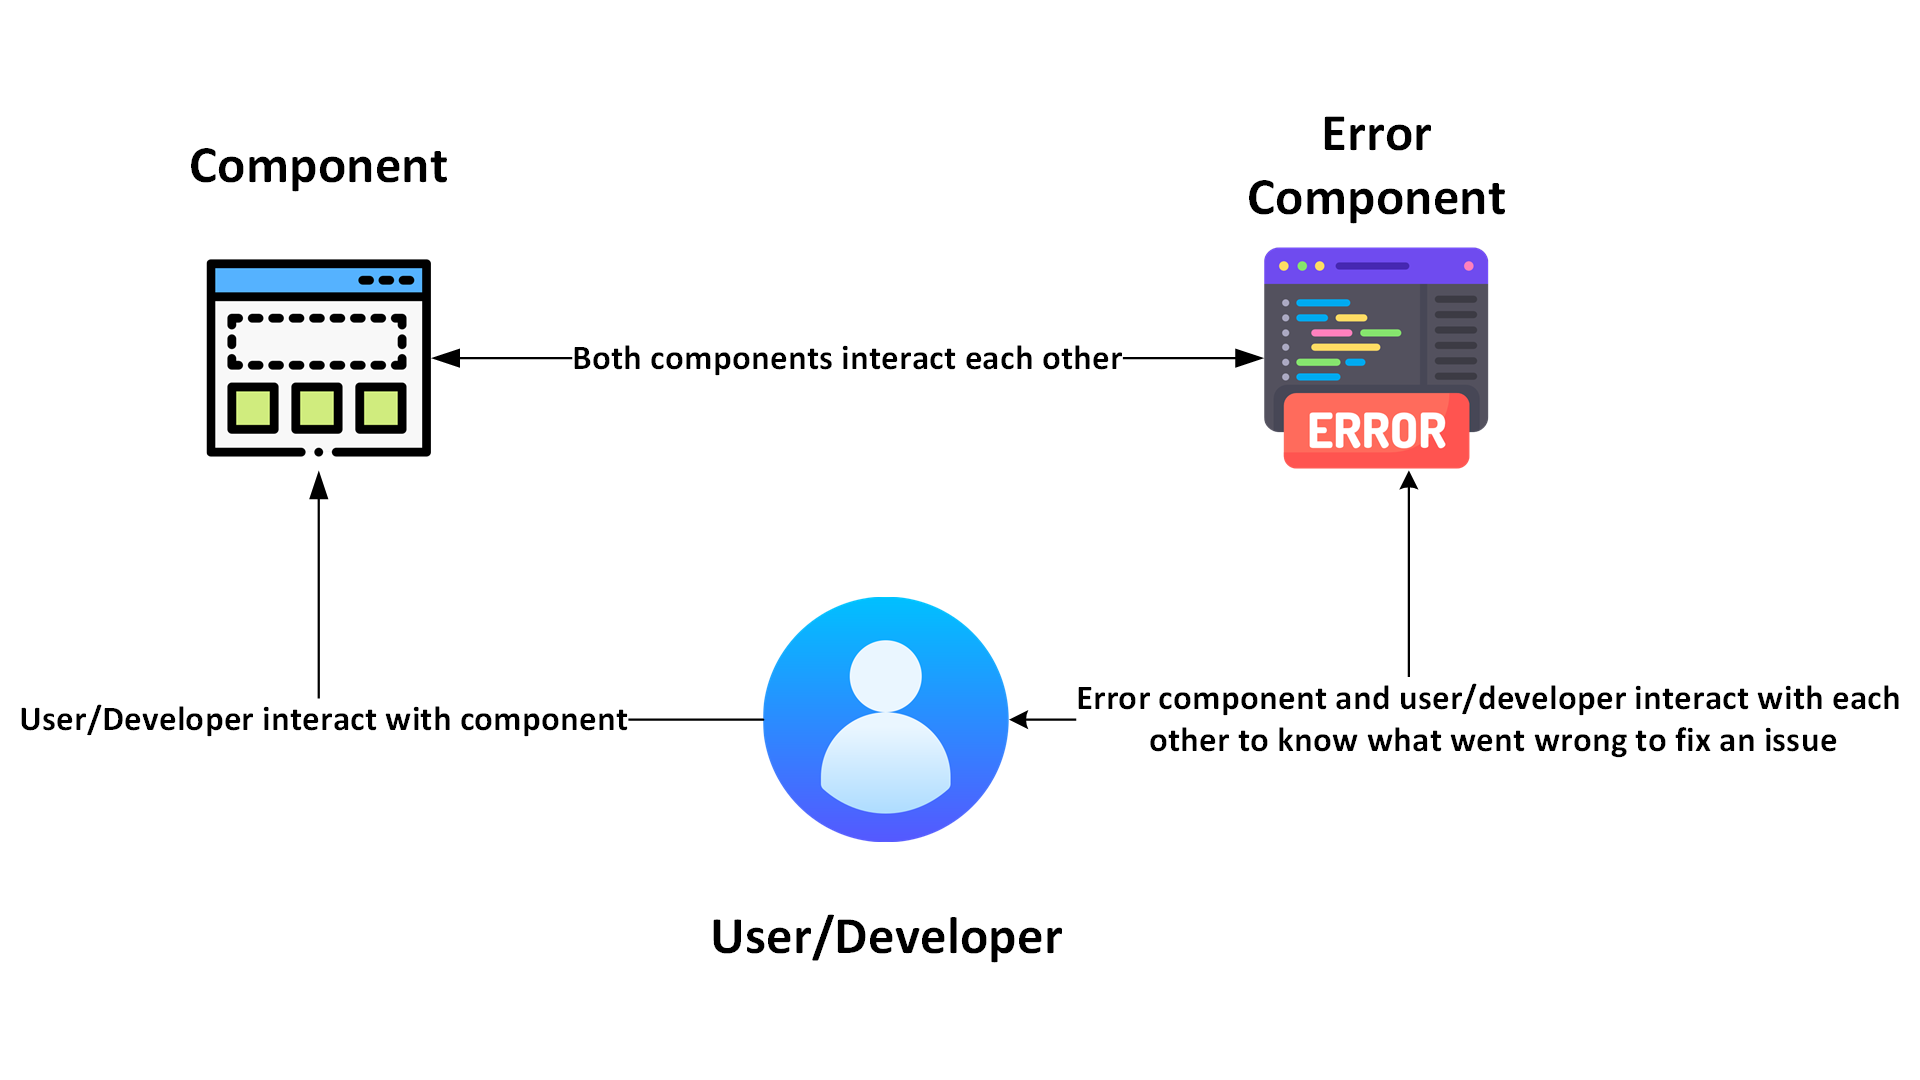 Component
Error
Component
Both components interact each other
ERROR
User/Developer interact with component
Error component and user/developer interact with each
other to know what went wrong to fix an issue
User/Developer